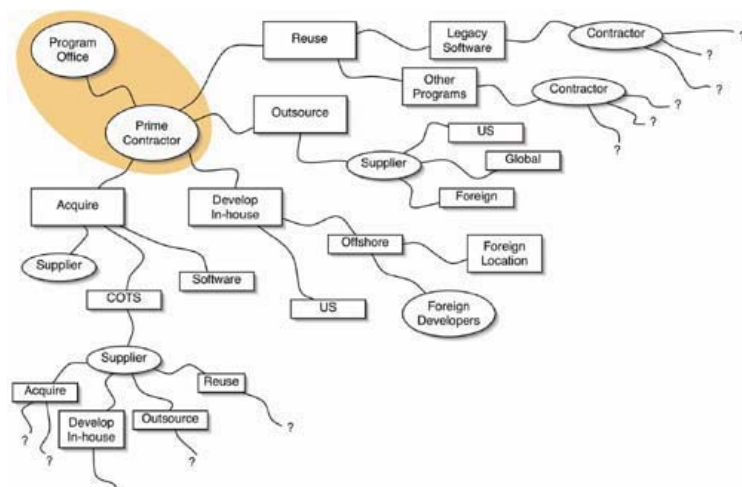 Program
Office
Prime
Contractor
Reuse
Legacy
Software
Contractor
?
?
?
Other
Programs
Contractor
?
?
?
Outsource
Supplier
US
Global
Foreign
Acquire
Supplier
COTS
Software
Develop
In-house
US
Offshore
Foreign
Location
Foreign
Developers
Supplier
Acquire
?
?
Develop
In-house
Outsource
?
Reuse
?